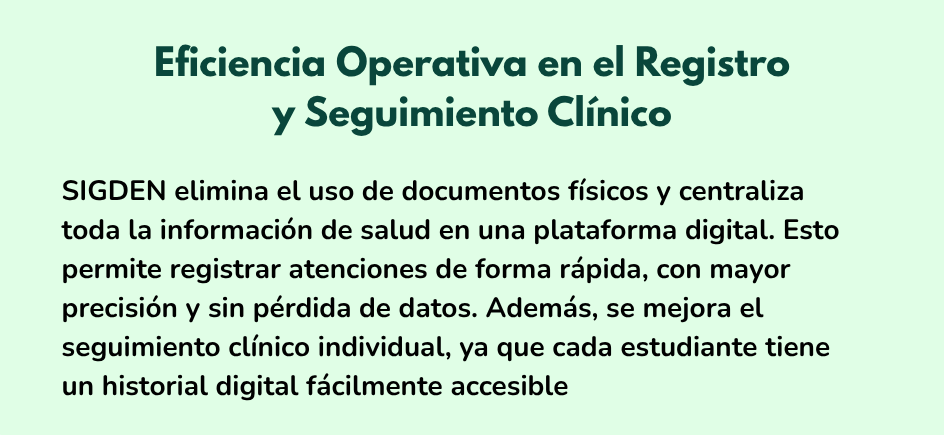 Eficiencia Operativa en el Registro
y Seguimiento Clínico
SIGDEN elimina el uso de documentos físicos y centraliza
toda la información de salud en una plataforma digital. Esto
permite registrar atenciones de forma rápida, con mayor
precisión y sin pérdida de datos. Además, se mejora el
seguimiento clínico individual, ya que cada estudiante tiene
un historial digital fácilmente accesible